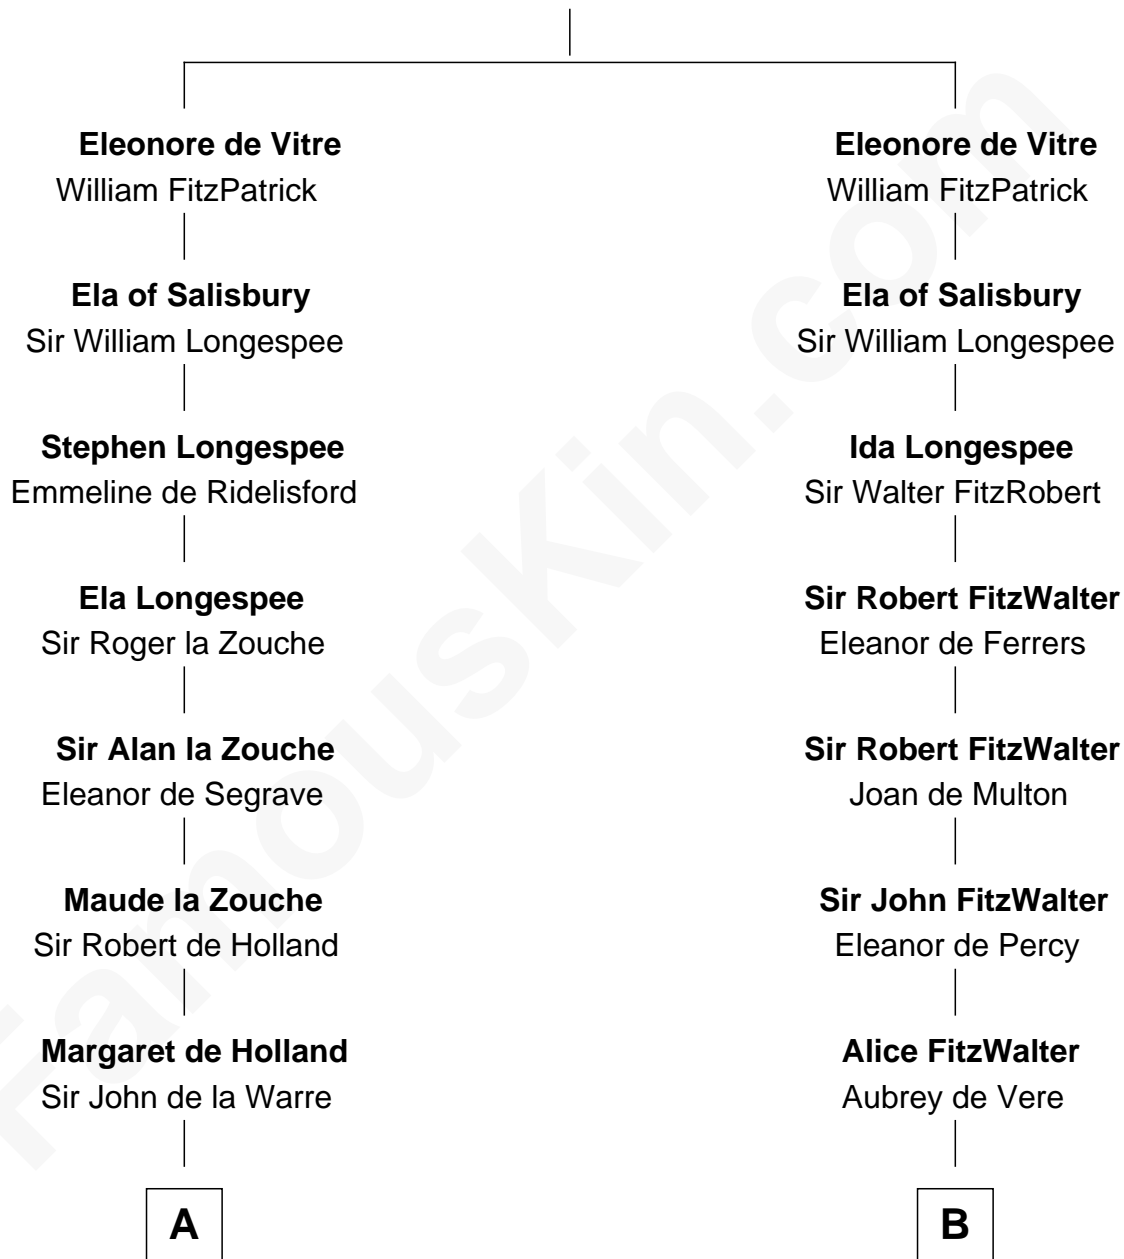 Eleonore de Vitre
William FitzPatrick
Ela of Salisbury
Sir William Longespee
Stephen Longespee
Emmeline de Ridelisford
Ela Longespee
Sir Roger la Zouche
Sir Alan la Zouche
Eleanor de Segrave
Maude la Zouche
Sir Robert de Holland
Margaret de Holland
Sir John de la Warre
A
Eleonore de Vitre
William FitzPatrick
Ela of Salisbury
Sir William Longespee
Ida Longespee
Sir Walter FitzRobert
Sir Robert FitzWalter
Eleanor de Ferrers
Sir Robert FitzWalter
Joan de Multon
Sir John FitzWalter
Eleanor de Percy
Alice FitzWalter
Aubrey de Vere
B
FamousKin.com